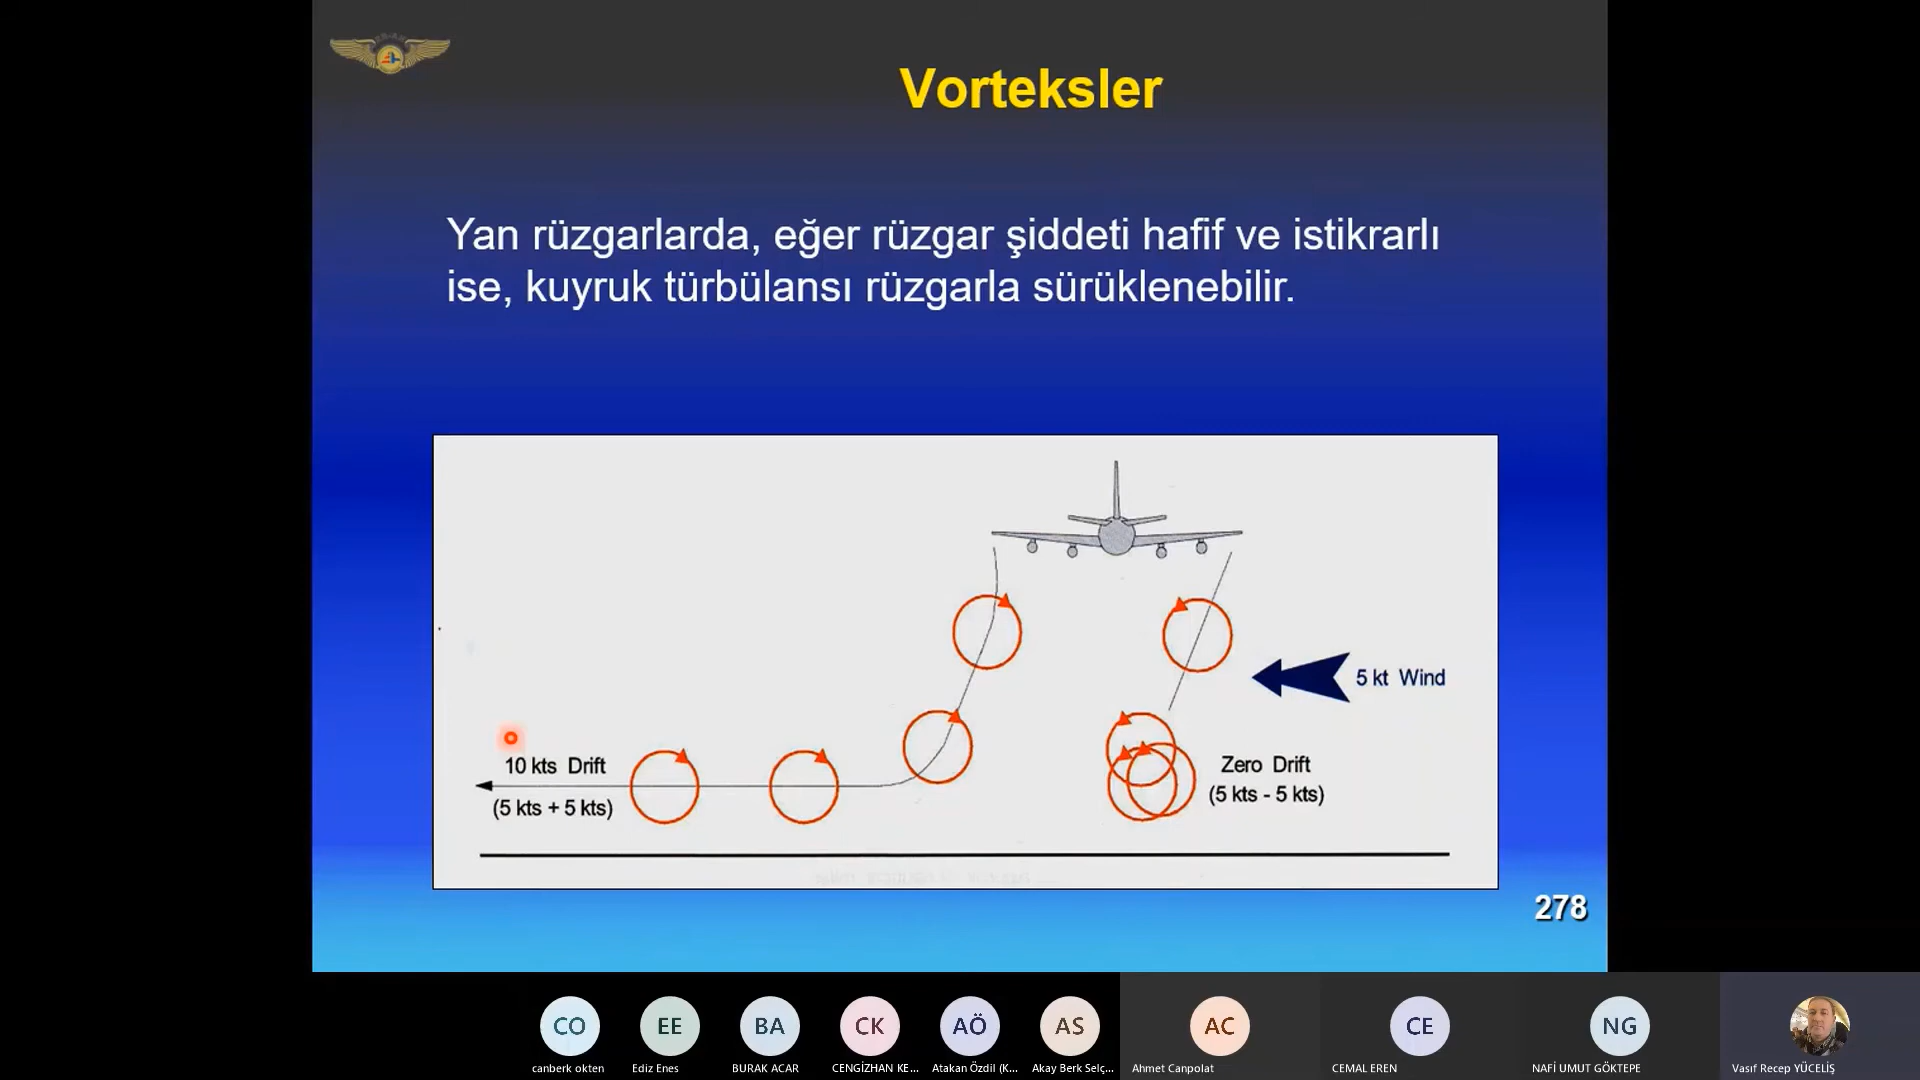 Vorteksler
Yan rüzgarlarda, eğer rüzgar şiddeti hafif ve istikrarlı
ise, kuyruk türbülansı rüzgarla sürüklenebilir.
5 kt Wind
10 kts Drift
(5 kts + 5 kts)
Zero Drift
(5 kts - 5 kts)
278
CO
EE
BA
CK
AÖ
AS
AC
CE
NG
canberk okten
Ediz Enes
BURAK ACAR
CENGİZHAN KE...
Atakan Özdil (K...
Akay Berk Selç...
Ahmet Canpolat
CEMAL EREN
NAFİ UMUT GÖKTEPE
Vasıf Recep YÜCELİŞ